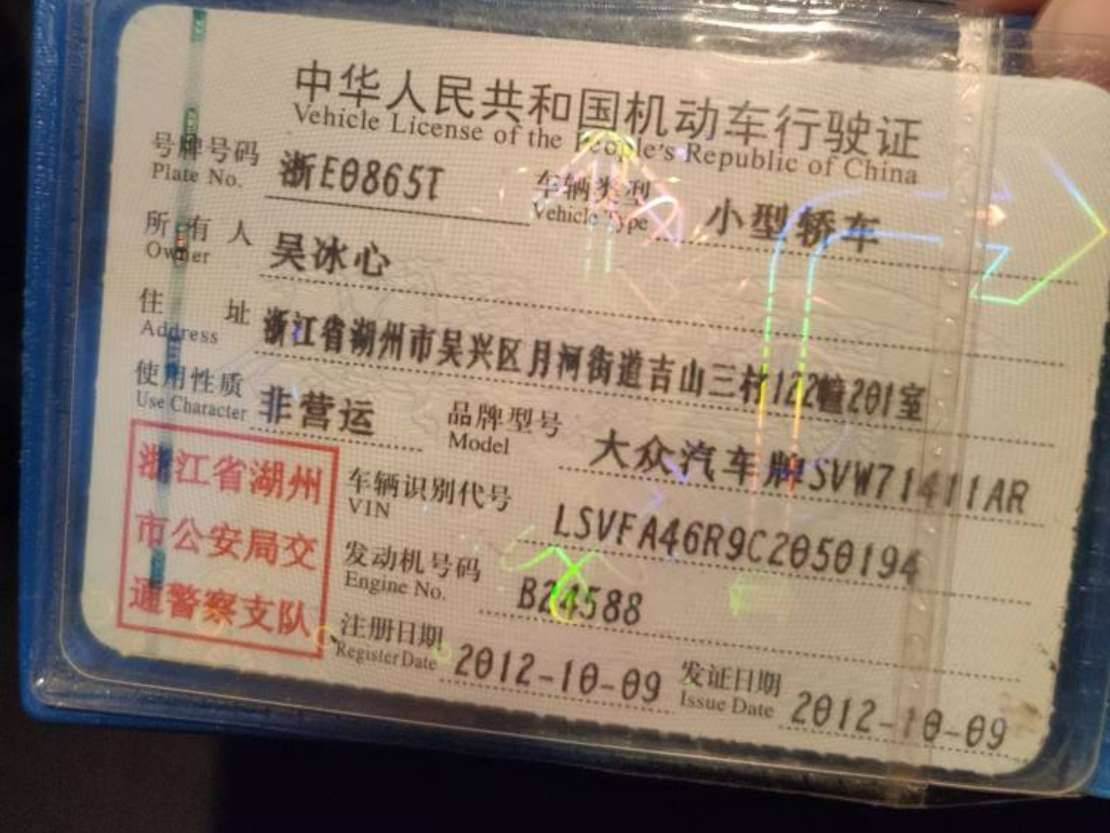 中华人民共和国机动车行驶证
Vehicle License of the People's Republic of China
号牌号码 浙E0865T 车辆类型 小型轿车
Plate No. Vehicle Type
所有人 吴冰心
Owner
住址 浙江省湖州市吴兴区月河街道吉山三村122幢201室
Address
使用性质 非营运 品牌型号 大众汽车牌SVW71411AR
Use Character Model
浙江省湖州
市公安局交
通警察支队
车辆识别代号 LSVFA46R9C2050194
VIN
发动机号码 B24588
Engine No.
注册日期 2012-10-09 发证日期 2012-10-09
Register Date Issue Date